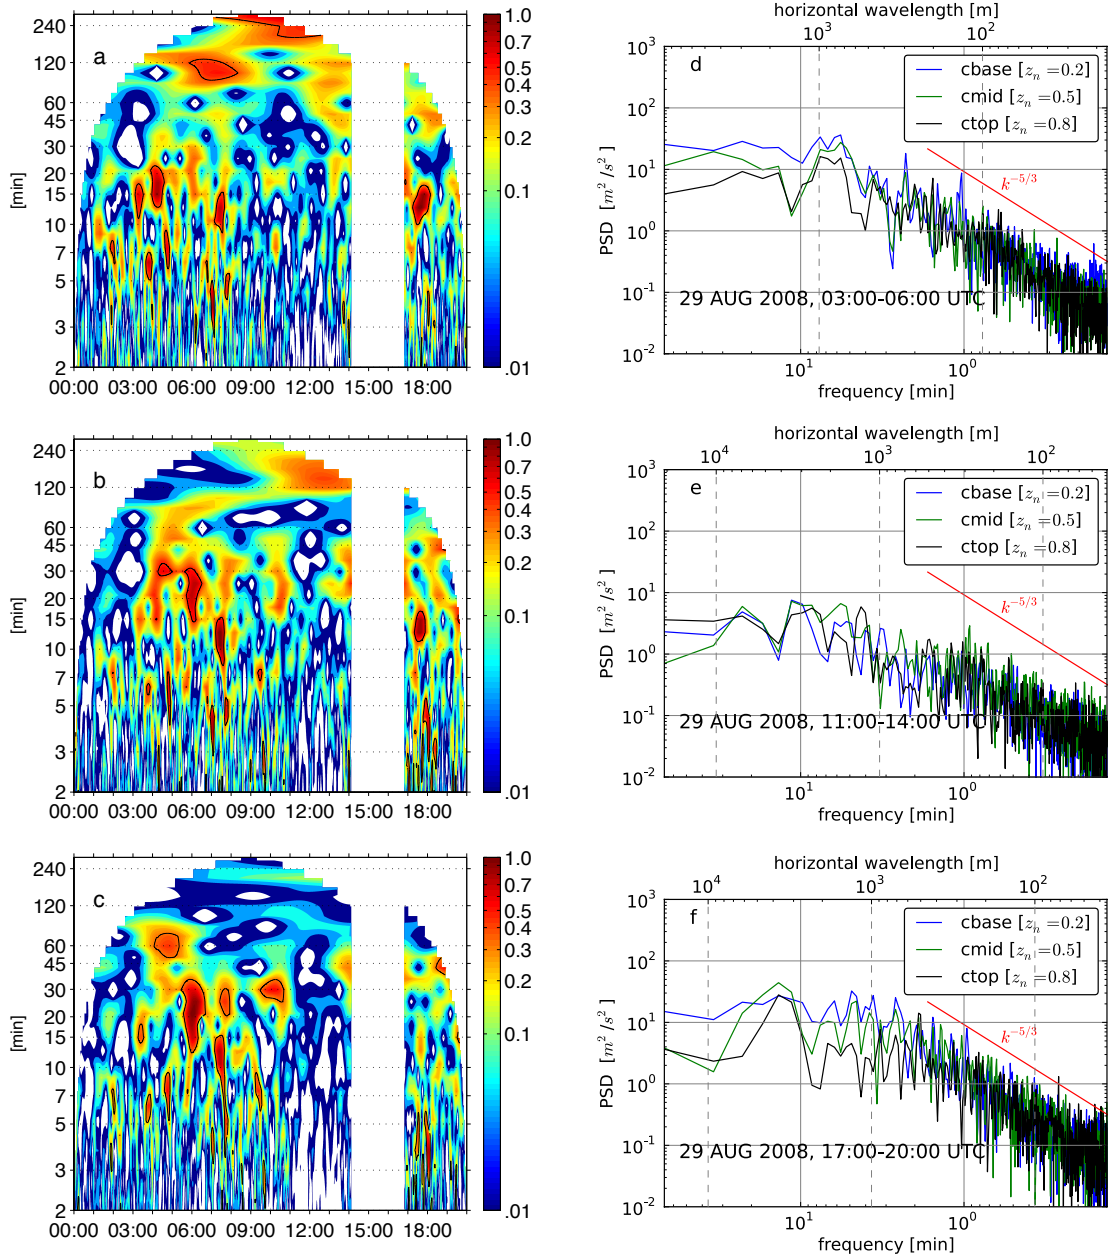 a
[min]
240
120
60
45
30
20
15
10
7
5
3
2
00:00 03:00 06:00 09:00 12:00 15:00 18:00
1.0
0.7
0.5
0.4
0.3
0.2
0.1
.01
horizontal wavelength [m]
10³ 10²
d
cbase [zₙ=0.2]
cmid [zₙ=0.5]
ctop [zₙ=0.8]
k⁻⁵/³
PSD [m²/s²]
10³
10²
10¹
10⁰
10⁻¹
10⁻²
29 AUG 2008, 03:00-06:00 UTC
10¹ 10⁰
frequency [min]
b
[min]
240
120
60
45
30
20
15
10
7
5
3
2
00:00 03:00 06:00 09:00 12:00 15:00 18:00
1.0
0.7
0.5
0.4
0.3
0.2
0.1
.01
horizontal wavelength [m]
10⁴ 10³ 10²
e
cbase [zₙ=0.2]
cmid [zₙ=0.5]
ctop [zₙ=0.8]
k⁻⁵/³
PSD [m²/s²]
10³
10²
10¹
10⁰
10⁻¹
10⁻²
29 AUG 2008, 11:00-14:00 UTC
10¹ 10⁰
frequency [min]
c
[min]
240
120
60
45
30
20
15
10
7
5
3
2
00:00 03:00 06:00 09:00 12:00 15:00 18:00
1.0
0.7
0.5
0.4
0.3
0.2
0.1
.01
horizontal wavelength [m]
10⁴ 10³ 10²
f
cbase [zₙ=0.2]
cmid [zₙ=0.5]
ctop [zₙ=0.8]
k⁻⁵/³
PSD [m²/s²]
10³
10²
10¹
10⁰
10⁻¹
10⁻²
29 AUG 2008, 17:00-20:00 UTC
10¹ 10⁰
frequency [min]